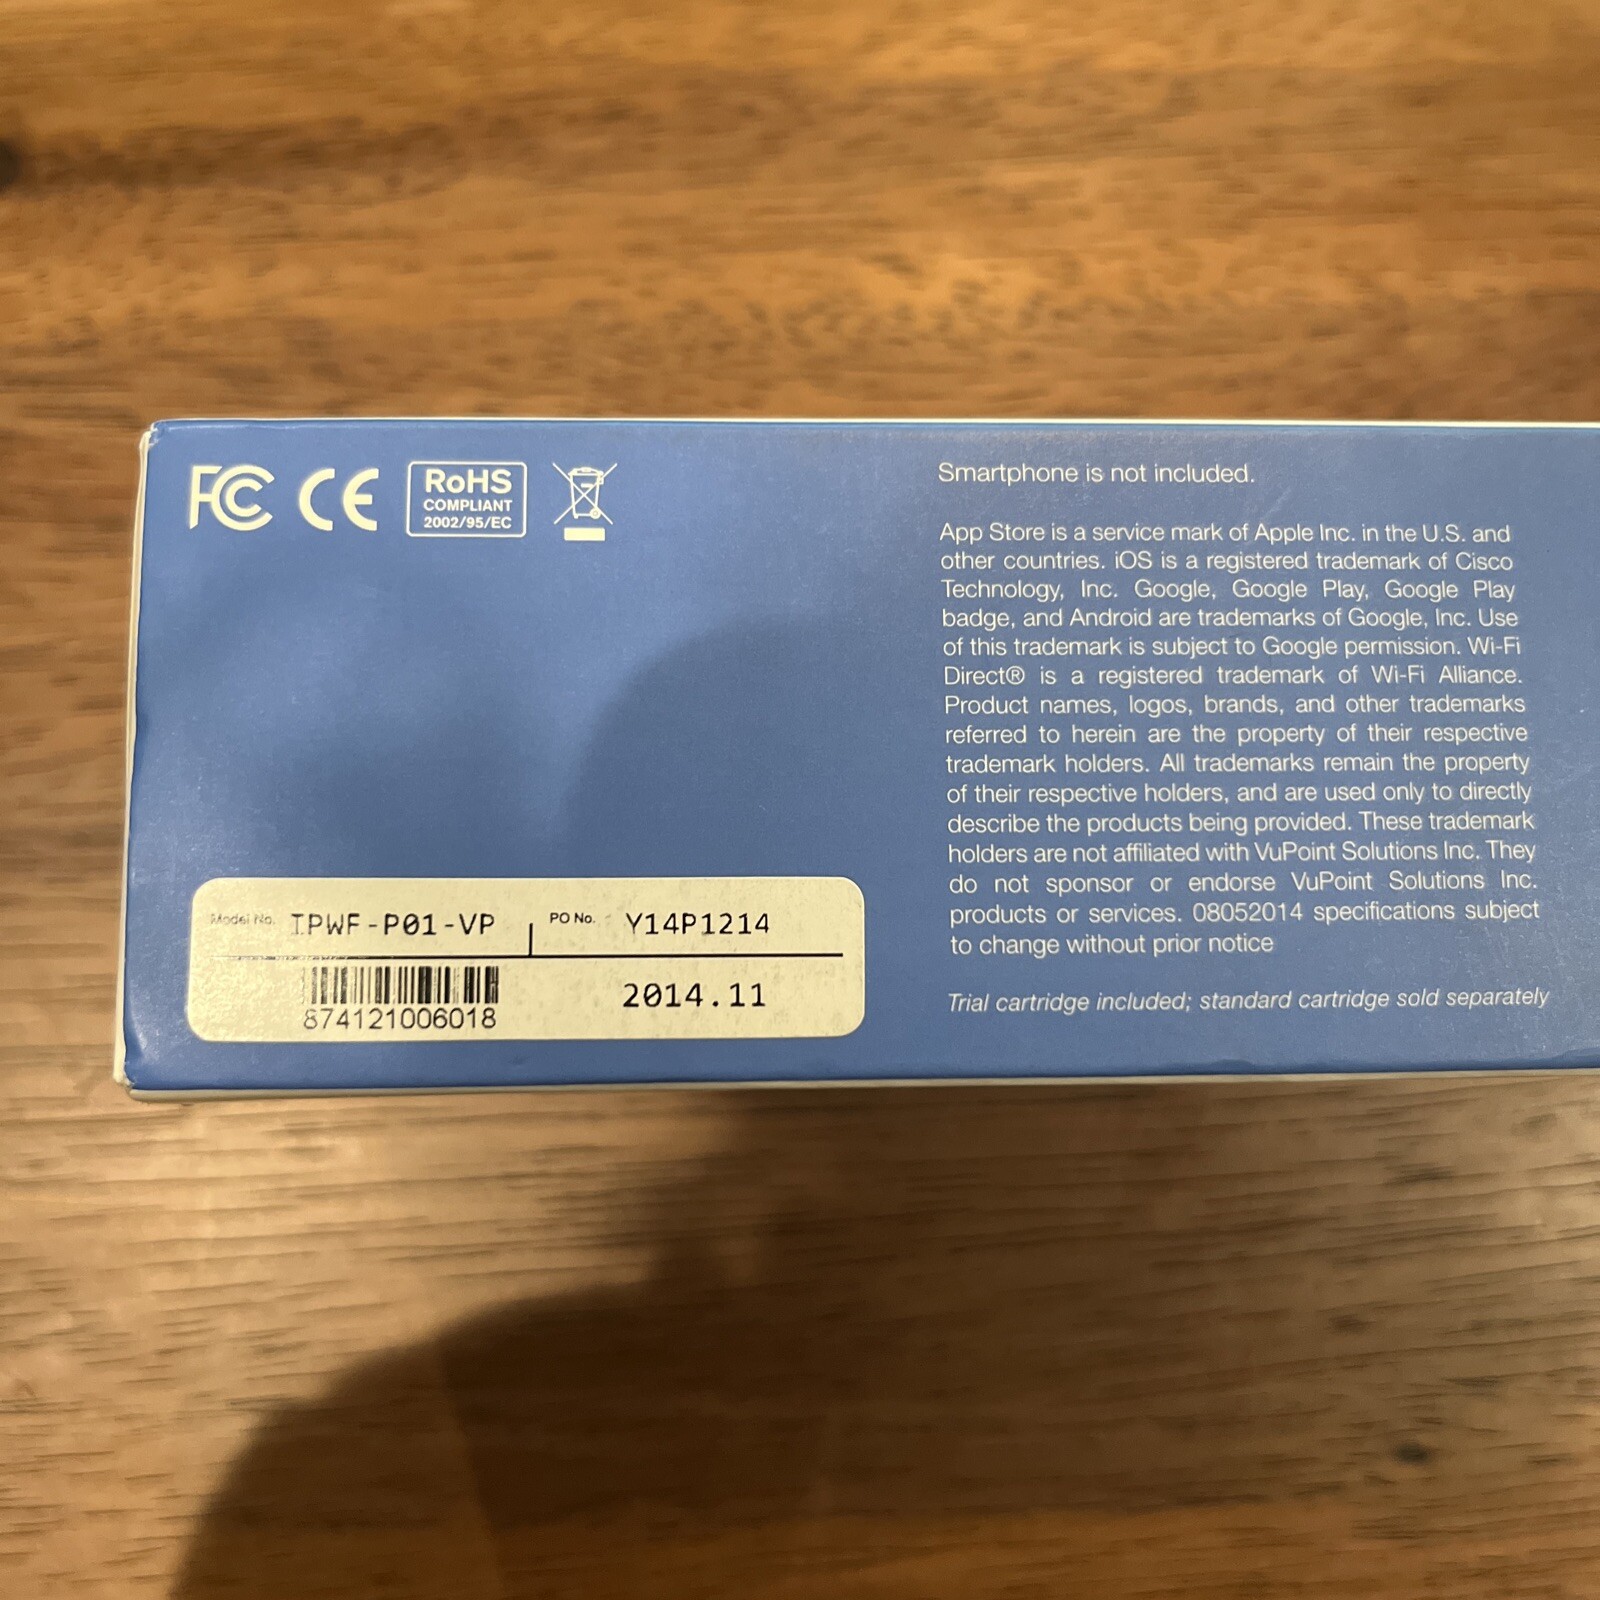 FC CE RoHS
COMPLIANT
2002/95/EC
Model No. IPWF-P01-VP
PO No. Y14P1214
874121006018
2014.11
Smartphone is not included.
App Store is a service mark of Apple Inc. in the U.S. and
other countries. iOS is a registered trademark of Cisco
Technology, Inc. Google, Google Play, Google Play
badge, and Android are trademarks of Google, Inc. Use
of this trademark is subject to Google permission. Wi-Fi
Direct® is a registered trademark of Wi-Fi Alliance.
Product names, logos, brands, and other trademarks
referred to herein are the property of their respective
trademark holders. All trademarks remain the property
of their respective holders, and are used only to directly
describe the products being provided. These trademark
holders are not affiliated with VuPoint Solutions Inc. They
do not sponsor or endorse VuPoint Solutions Inc.
products or services. 08052014 specifications subject
to change without prior notice
Trial cartridge included; standard cartridge sold separately